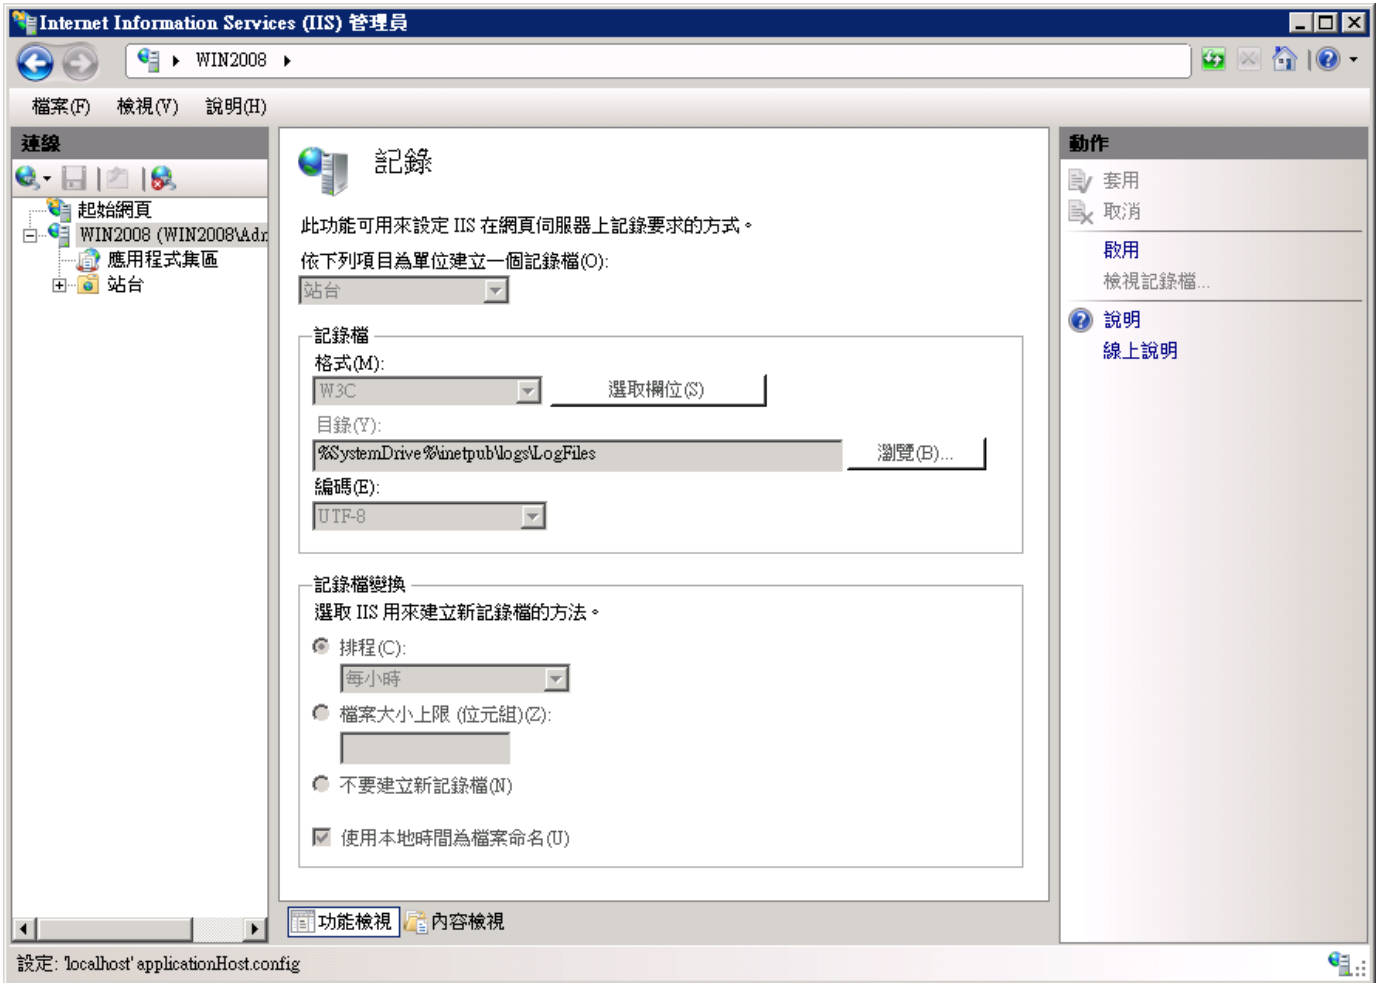 Internet Information Services (IIS) 管理員
WIN2008
檔案(F) 檢視(V) 說明(H)
連線
起始網頁
WIN2008 (WIN2008\Adr
應用程式集區
站台
記錄
此功能可用來設定 IIS 在網頁伺服器上記錄要求的方式。
依下列項目為單位建立一個記錄檔(O):
站台
記錄檔
格式(M):
W3C
選取欄位(S)
目錄(Y):
%SystemDrive%\inetpub\logs\LogFiles
瀏覽(B)...
編碼(E):
UTF-8
記錄檔變換
選取 IIS 用來建立新記錄檔的方法。
排程(C):
每小時
檔案大小上限 (位元組)(Z):
不要建立新記錄檔(N)
使用本地時間為檔案命名(U)
功能檢視 內容檢視
動作
套用
取消
啟用
檢視記錄檔...
說明
線上說明
設定: 'localhost' applicationHost.config